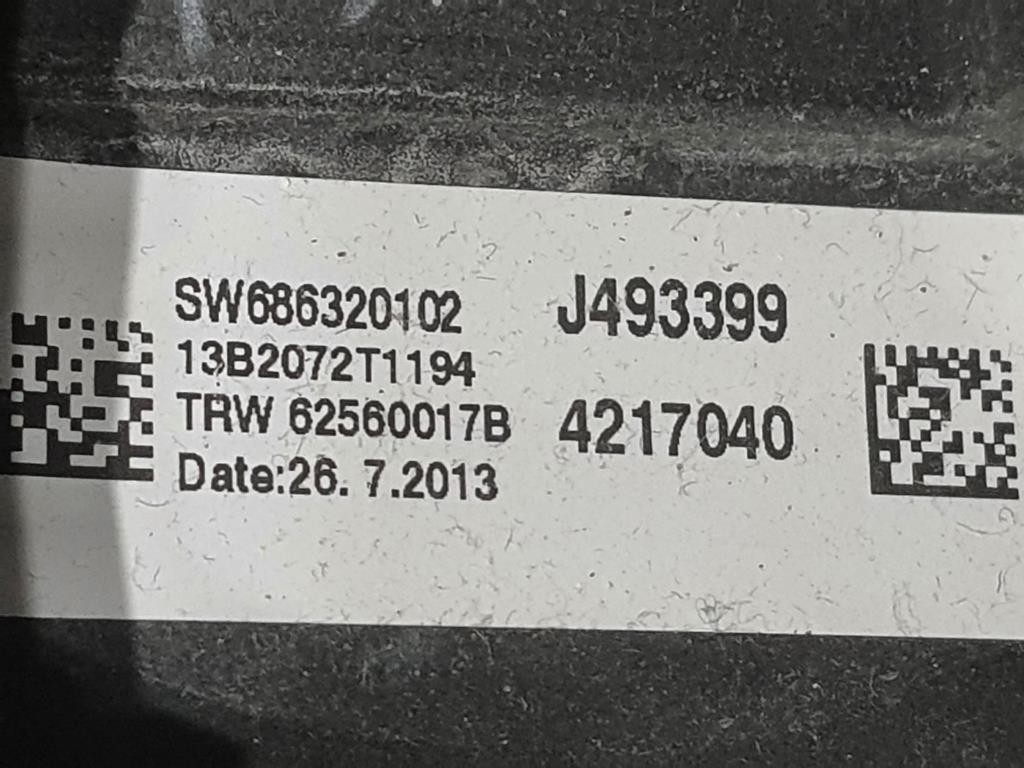 SW686320102
13B2072T1194
TRW 62560017B
Date:26. 7.2013
J493399
4217040